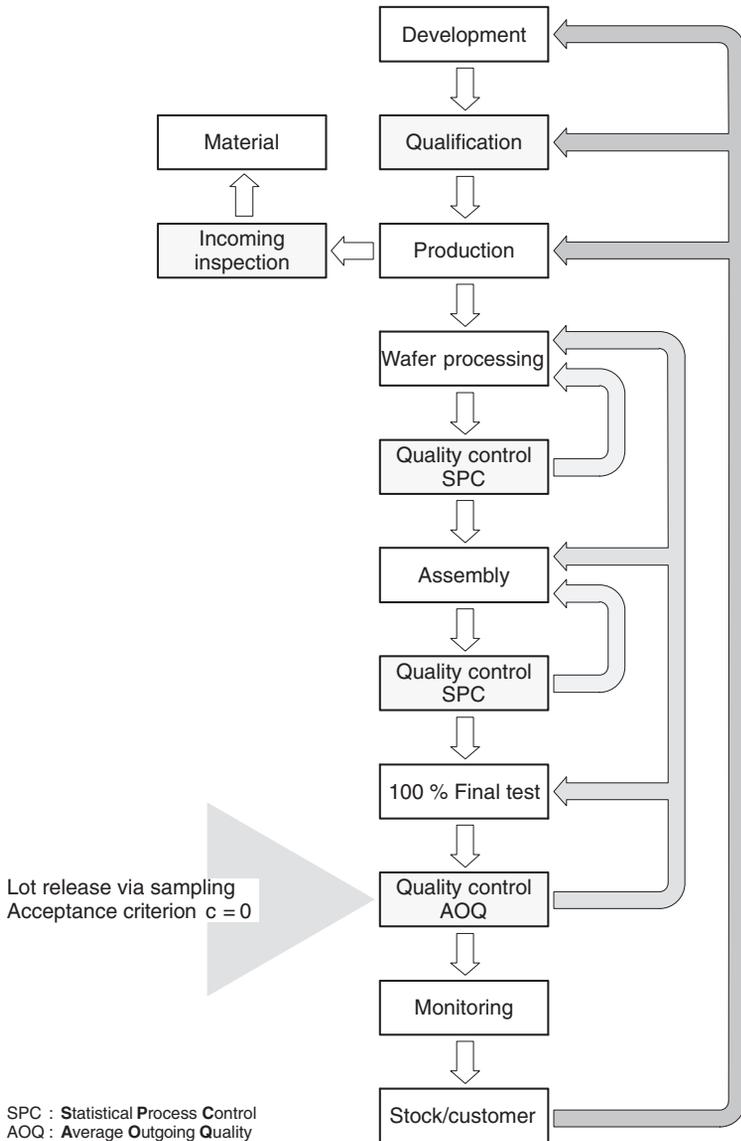 Development
Material
Qualification
Incoming
inspection
Production
Wafer processing
Quality control
SPC
Assembly
Quality control
SPC
100 % Final test
Lot release via sampling
Acceptance criterion c = 0
Quality control
AOQ
Monitoring
Stock/customer
SPC : Statistical Process Control
AOQ : Average Outgoing Quality